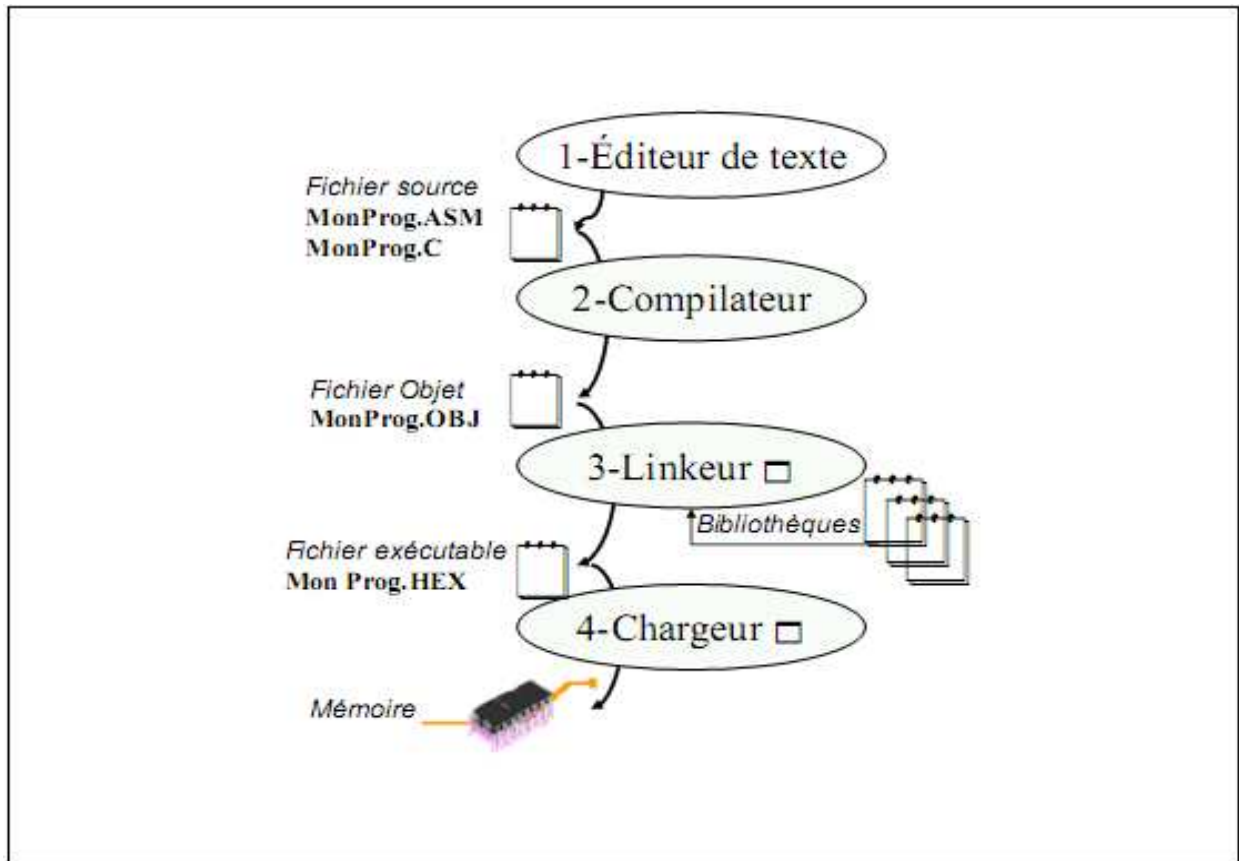 1-Éditeur de texte
Fichier source
MonProg.ASM
MonProg.C
2-Compilateur
Fichier Objet
MonProg.OBJ
3-Linkeur
Bibliothèques
Fichier exécutable
Mon Prog.HEX
4-Chargeur
Mémoire